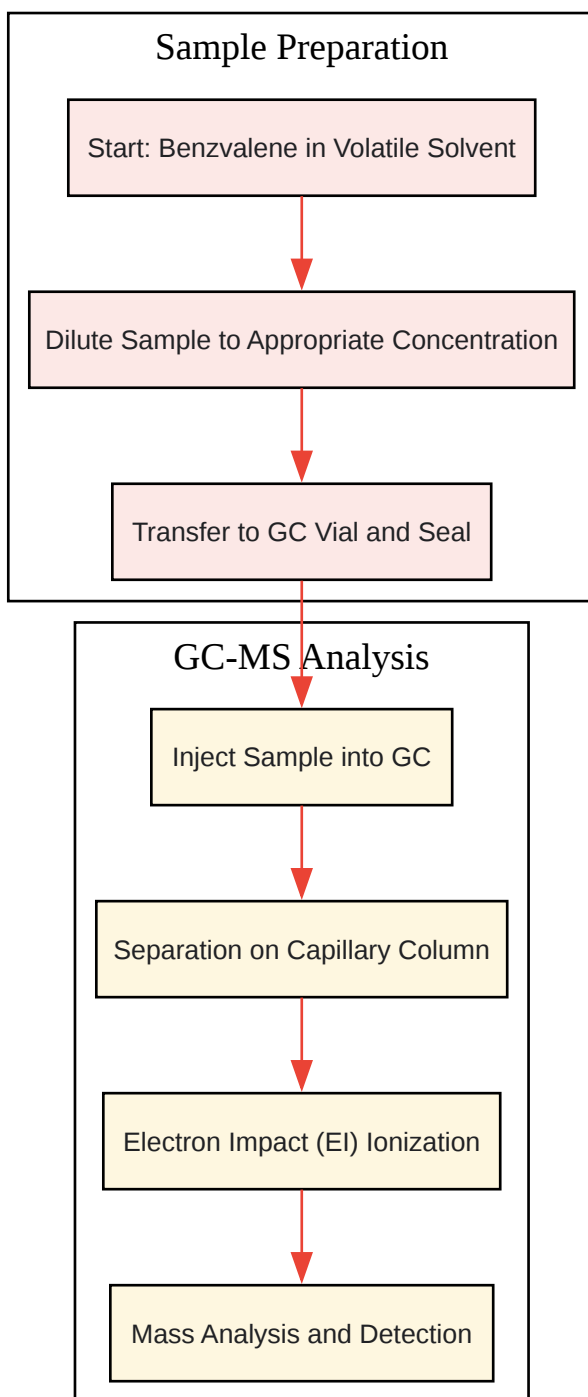 Sample Preparation
Start: Benzvalene in Volatile Solvent
Dilute Sample to Appropriate Concentration
Transfer to GC Vial and Seal
GC-MS Analysis
Inject Sample into GC
Separation on Capillary Column
Electron Impact (EI) Ionization
Mass Analysis and Detection